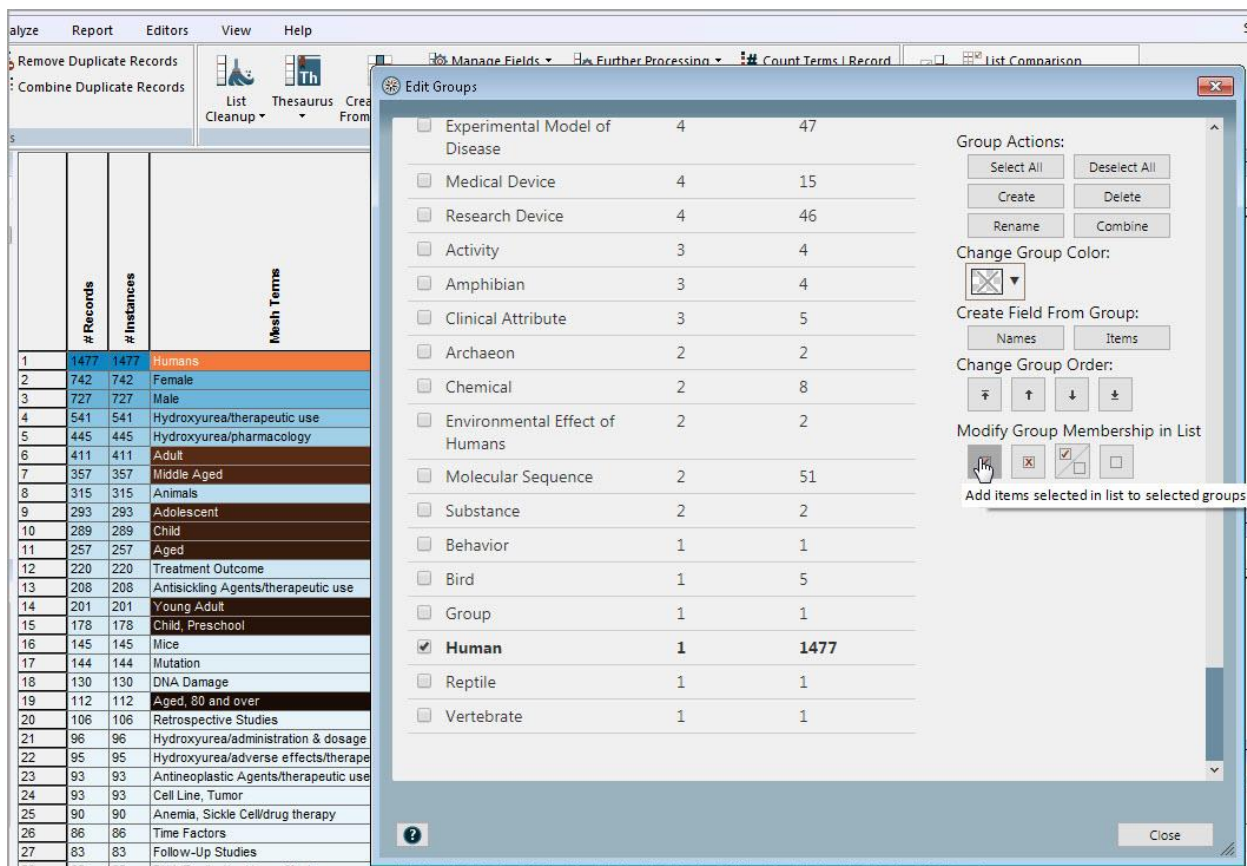 alyze Report Editors View Help S
Remove Duplicate Records
Combine Duplicate Records
List Cleanup
Thesaurus
Th
Crea
From
Manage Fields
Further Processing
Count Terms | Record
List Comparison
s
# Records # Instances Mesh Terms
1 1477 1477 Humans
2 742 742 Female
3 727 727 Male
4 541 541 Hydroxyurea/therapeutic use
5 445 445 Hydroxyurea/pharmacology
6 411 411 Adult
7 357 357 Middle Aged
8 315 315 Animals
9 293 293 Adolescent
10 289 289 Child
11 257 257 Aged
12 220 220 Treatment Outcome
13 208 208 Antisickling Agents/therapeutic use
14 201 201 Young Adult
15 178 178 Child, Preschool
16 145 145 Mice
17 144 144 Mutation
18 130 130 DNA Damage
19 112 112 Aged, 80 and over
20 106 106 Retrospective Studies
21 96 96 Hydroxyurea/administration & dosage
22 95 95 Hydroxyurea/adverse effects/therape
23 93 93 Antineoplastic Agents/therapeutic use
24 93 93 Cell Line, Tumor
25 90 90 Anemia, Sickle Cell/drug therapy
26 86 86 Time Factors
27 83 83 Follow-Up Studies
Edit Groups
Experimental Model of 4 47
Disease
Medical Device 4 15
Research Device 4 46
Activity 3 4
Amphibian 3 4
Clinical Attribute 3 5
Archaeon 2 2
Chemical 2 8
Environmental Effect of 2 2
Humans
Molecular Sequence 2 51
Substance 2 2
Behavior 1 1
Bird 1 5
Group 1 1
Human 1 1477
Reptile 1 1
Vertebrate 1 1
Group Actions:
Select All Deselect All
Create Delete
Rename Combine
Change Group Color:
Create Field From Group:
Names Items
Change Group Order:
Modify Group Membership in List
Add items selected in list to selected groups
?
Close